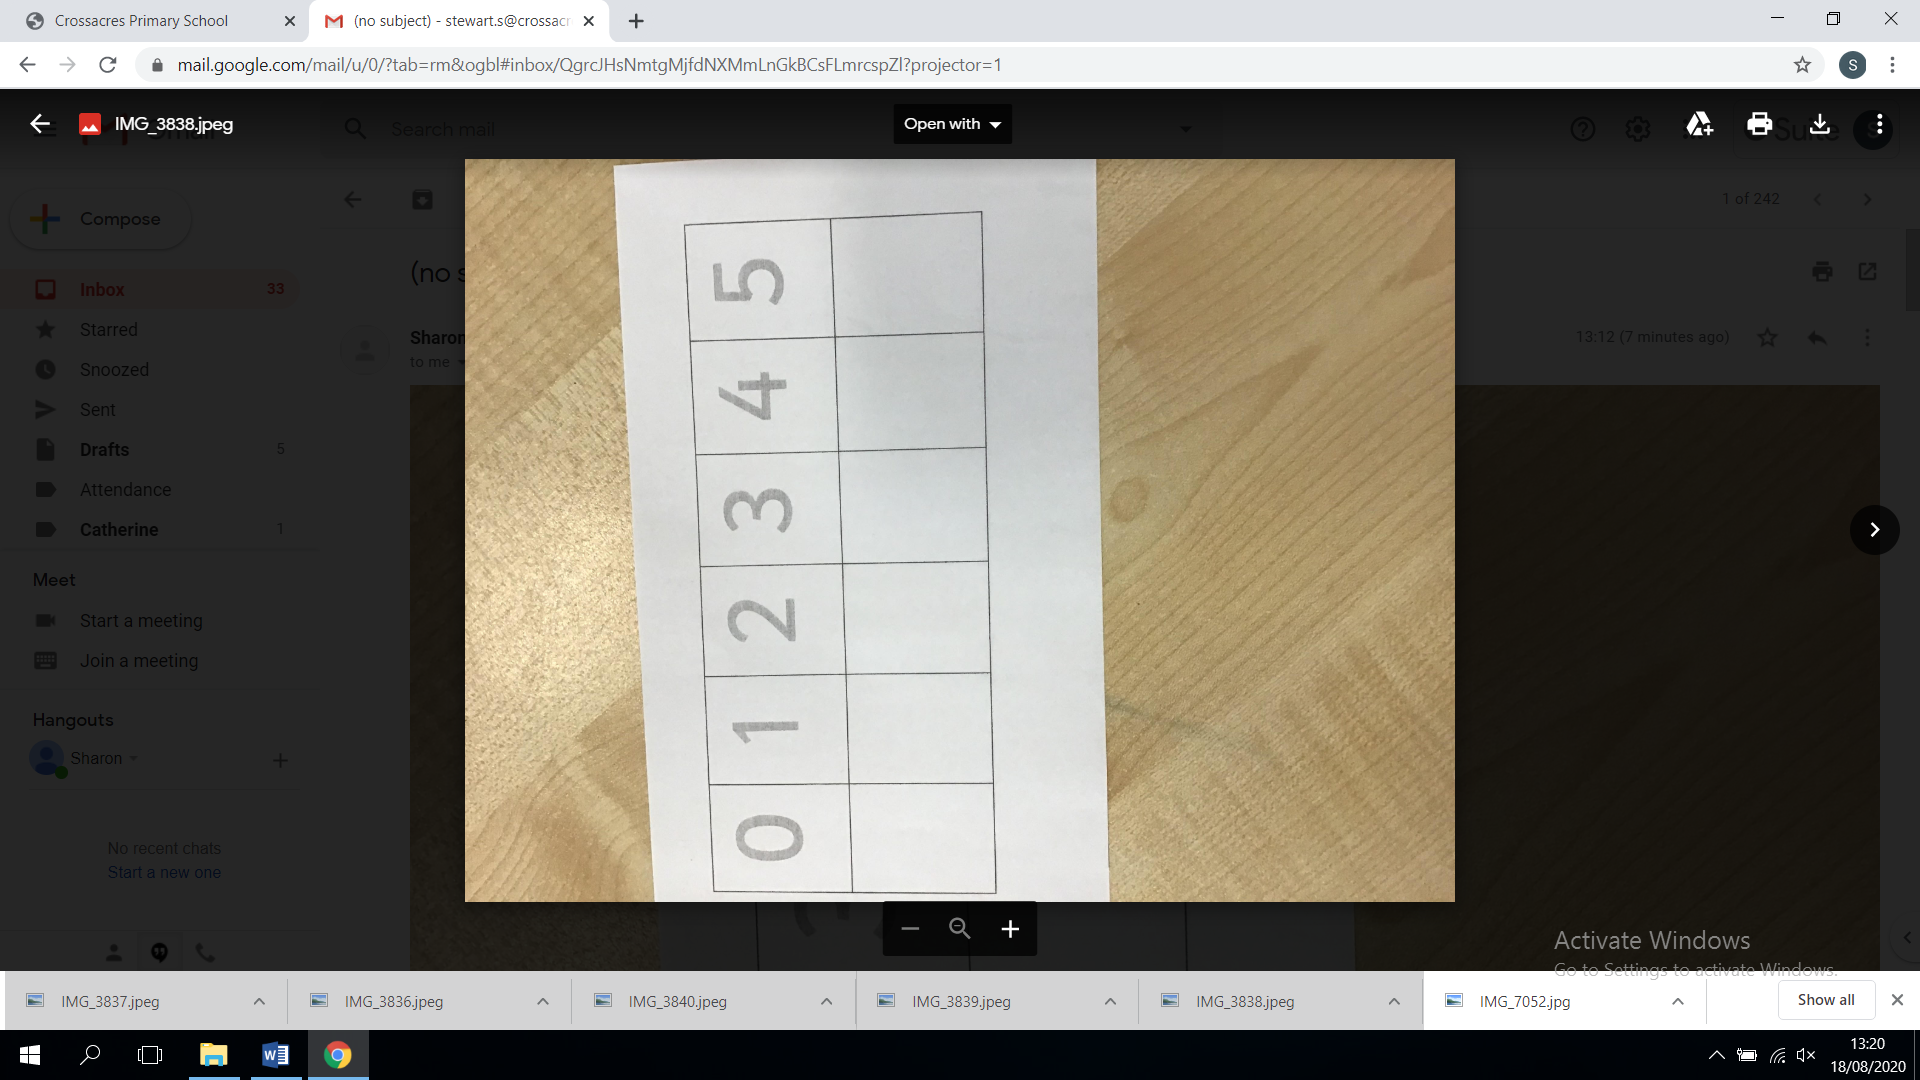 Crossacres Primary School
(no subject) - stewart.s@crossacr
mail.google.com/mail/u/0/?tab=rm&ogbl#inbox/QgrcJHsNmtgMjfdNXMmLnGkBCsFLmrcspZl?projector=1
S
IMG_3838.jpeg
Search mail
Open with
Suite
Compose
1 of 242
(no s
Inbox 33
Starred
Snoozed
Sent
Drafts 5
Attendance
Catherine 1
Sharon
to me
13:12 (7 minutes ago)
Meet
Start a meeting
Join a meeting
Hangouts
Sharon
No recent chats
Start a new one
0 1 2 3 4 5
Activate Windows
Go to Settings to activate Windows.
IMG_3837.jpeg
IMG_3836.jpeg
IMG_3840.jpeg
IMG_3839.jpeg
IMG_3838.jpeg
IMG_7052.jpg
Show all
13:20
18/08/2020